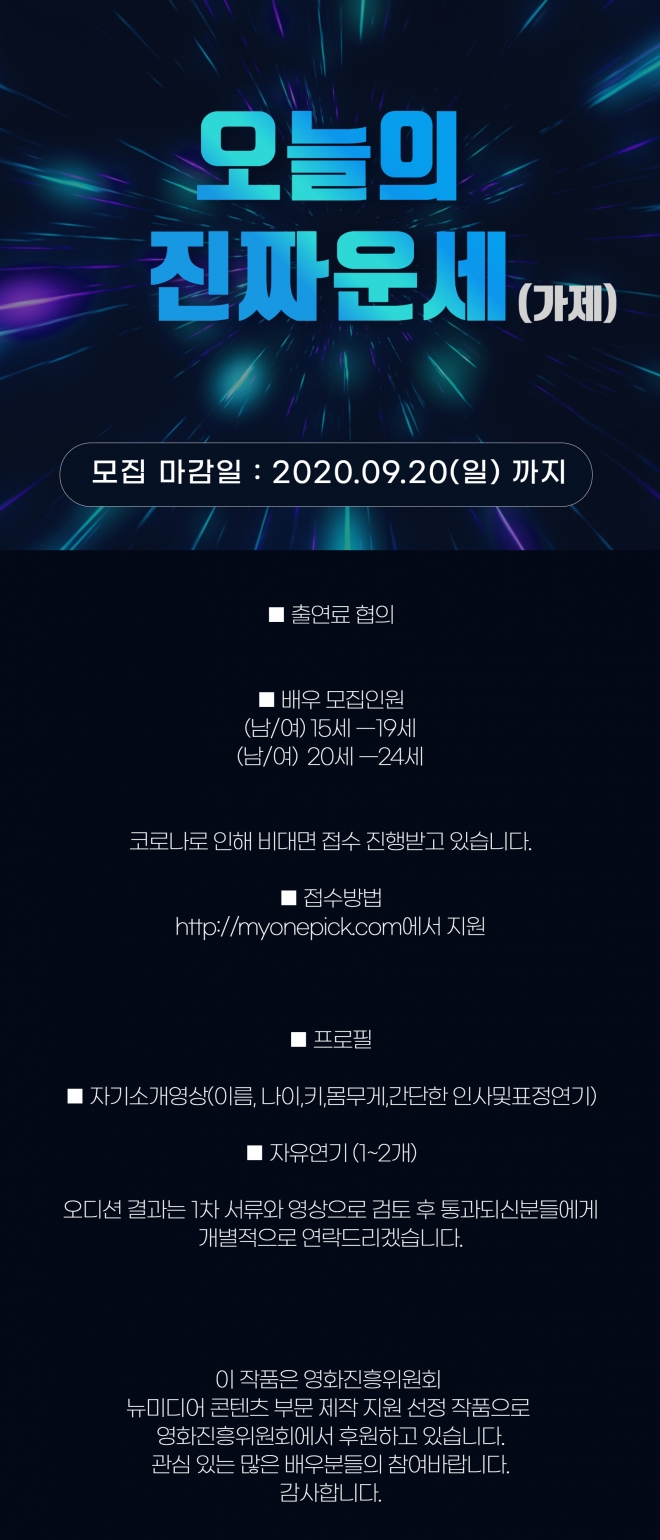 오늘의
진짜운세 (가제)
모집 마감일 : 2020.09.20(일) 까지
■ 출연료 협의
■ 배우 모집인원
(남/여) 15세 —19세
(남/여) 20세 —24세
코로나로 인해 비대면 접수 진행받고 있습니다.
■ 접수방법
http://myonepick.com에서 지원
■ 프로필
■ 자기소개영상(이름, 나이,키,몸무게,간단한 인사및표정연기)
■ 자유연기 (1~2개)
오디션 결과는 1차 서류와 영상으로 검토 후 통과되신분들에게
개별적으로 연락드리겠습니다.
이 작품은 영화진흥위원회
뉴미디어 콘텐츠 부문 제작 지원 선정 작품으로
영화진흥위원회에서 후원하고 있습니다.
관심 있는 많은 배우분들의 참여바랍니다.
감사합니다.